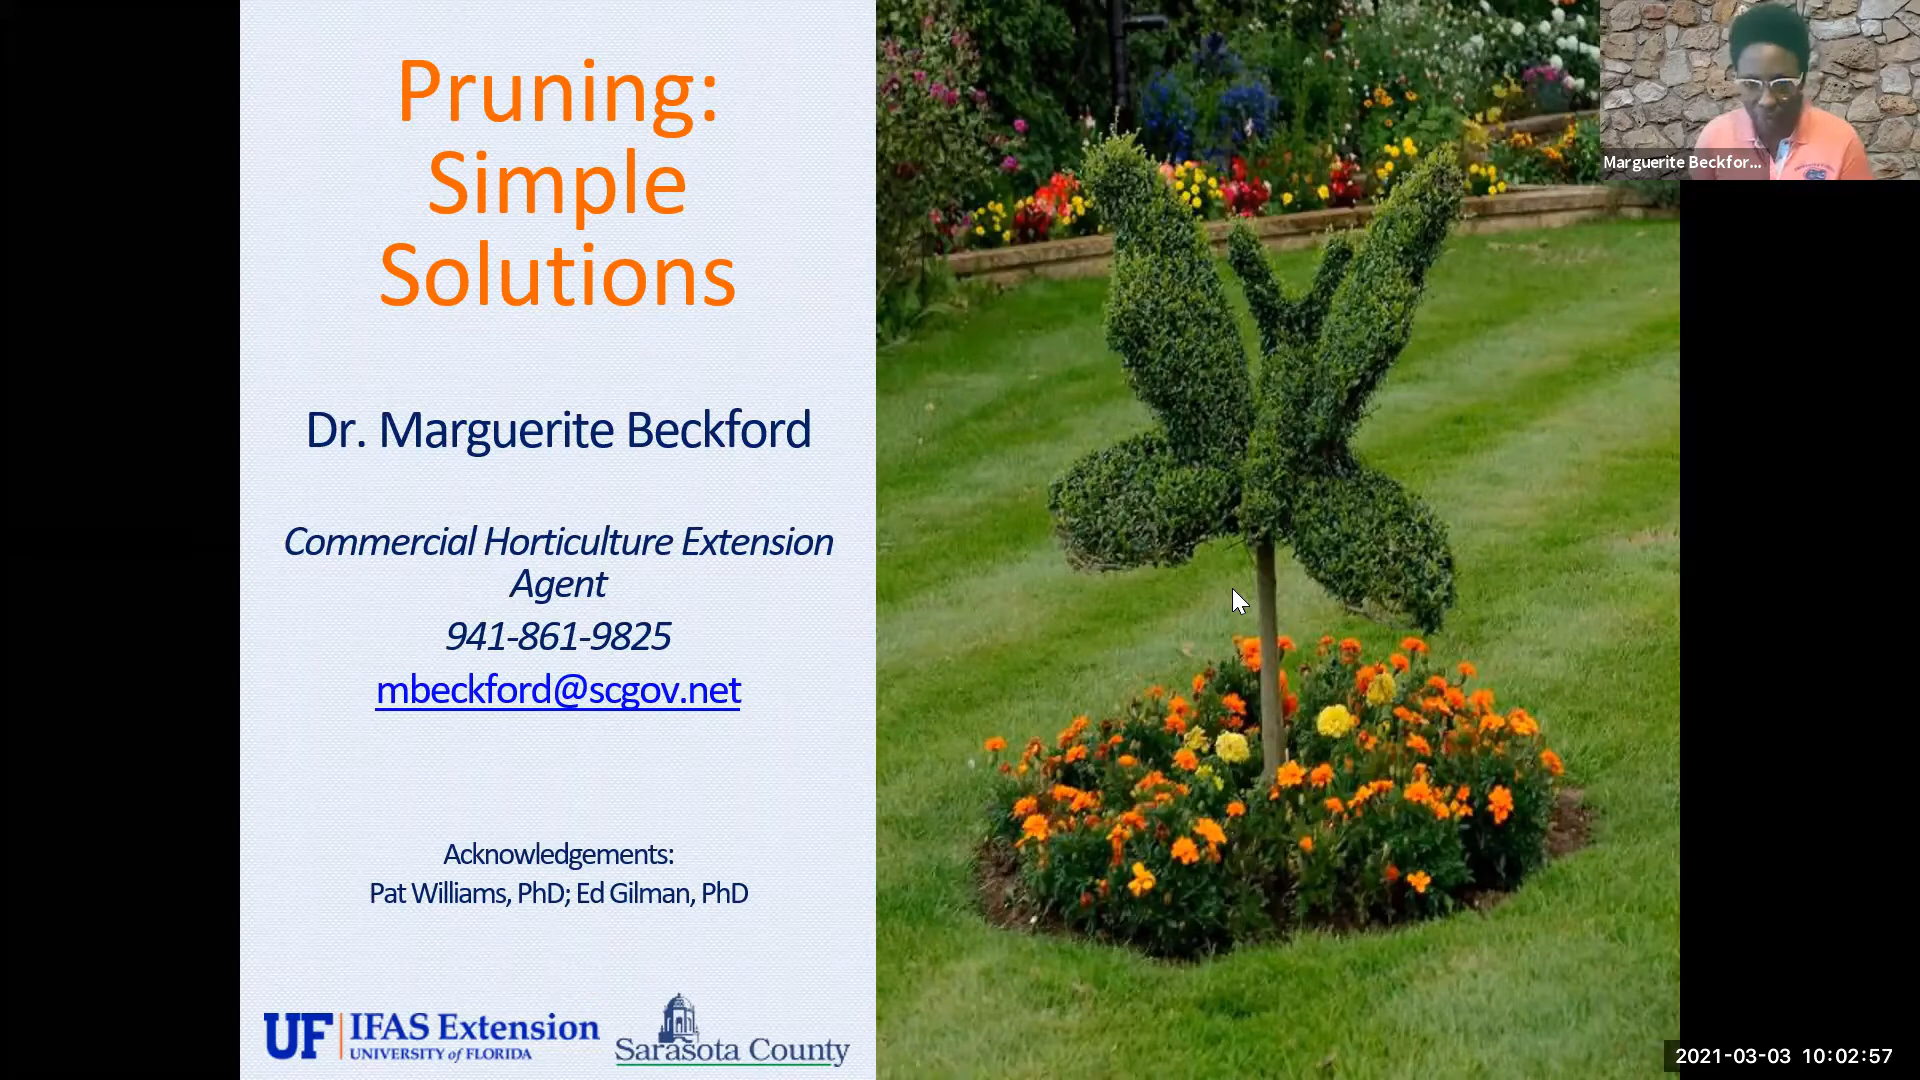 Pruning:
Simple
Solutions
Dr. Marguerite Beckford
Commercial Horticulture Extension
Agent
941-861-9825
mbeckford@scgov.net
Acknowledgements:
Pat Williams, PhD; Ed Gilman, PhD
UF IFAS Extension
UNIVERSITY of FLORIDA
Sarasota County
Marguerite Beckfor...
2021-03-03 10:02:57